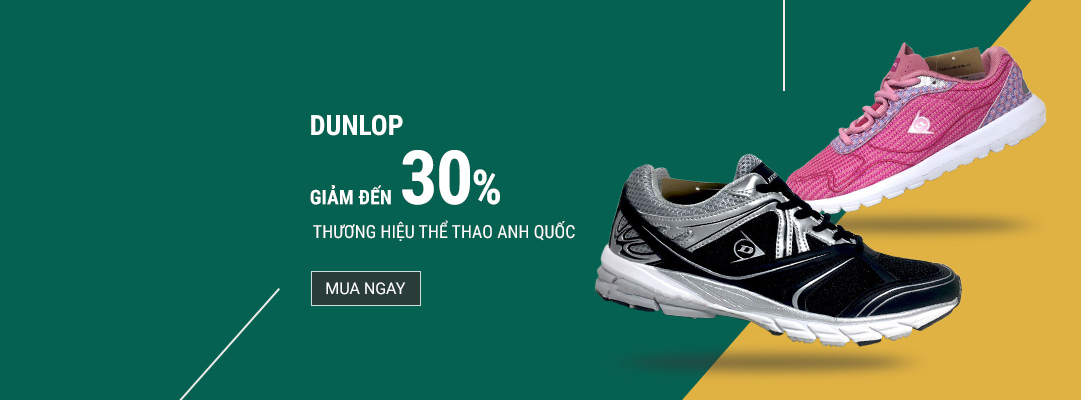 DUNLOP
GIẢM ĐẾN 30%
THƯƠNG HIỆU THỂ THAO ANH QUỐC
MUA NGAY